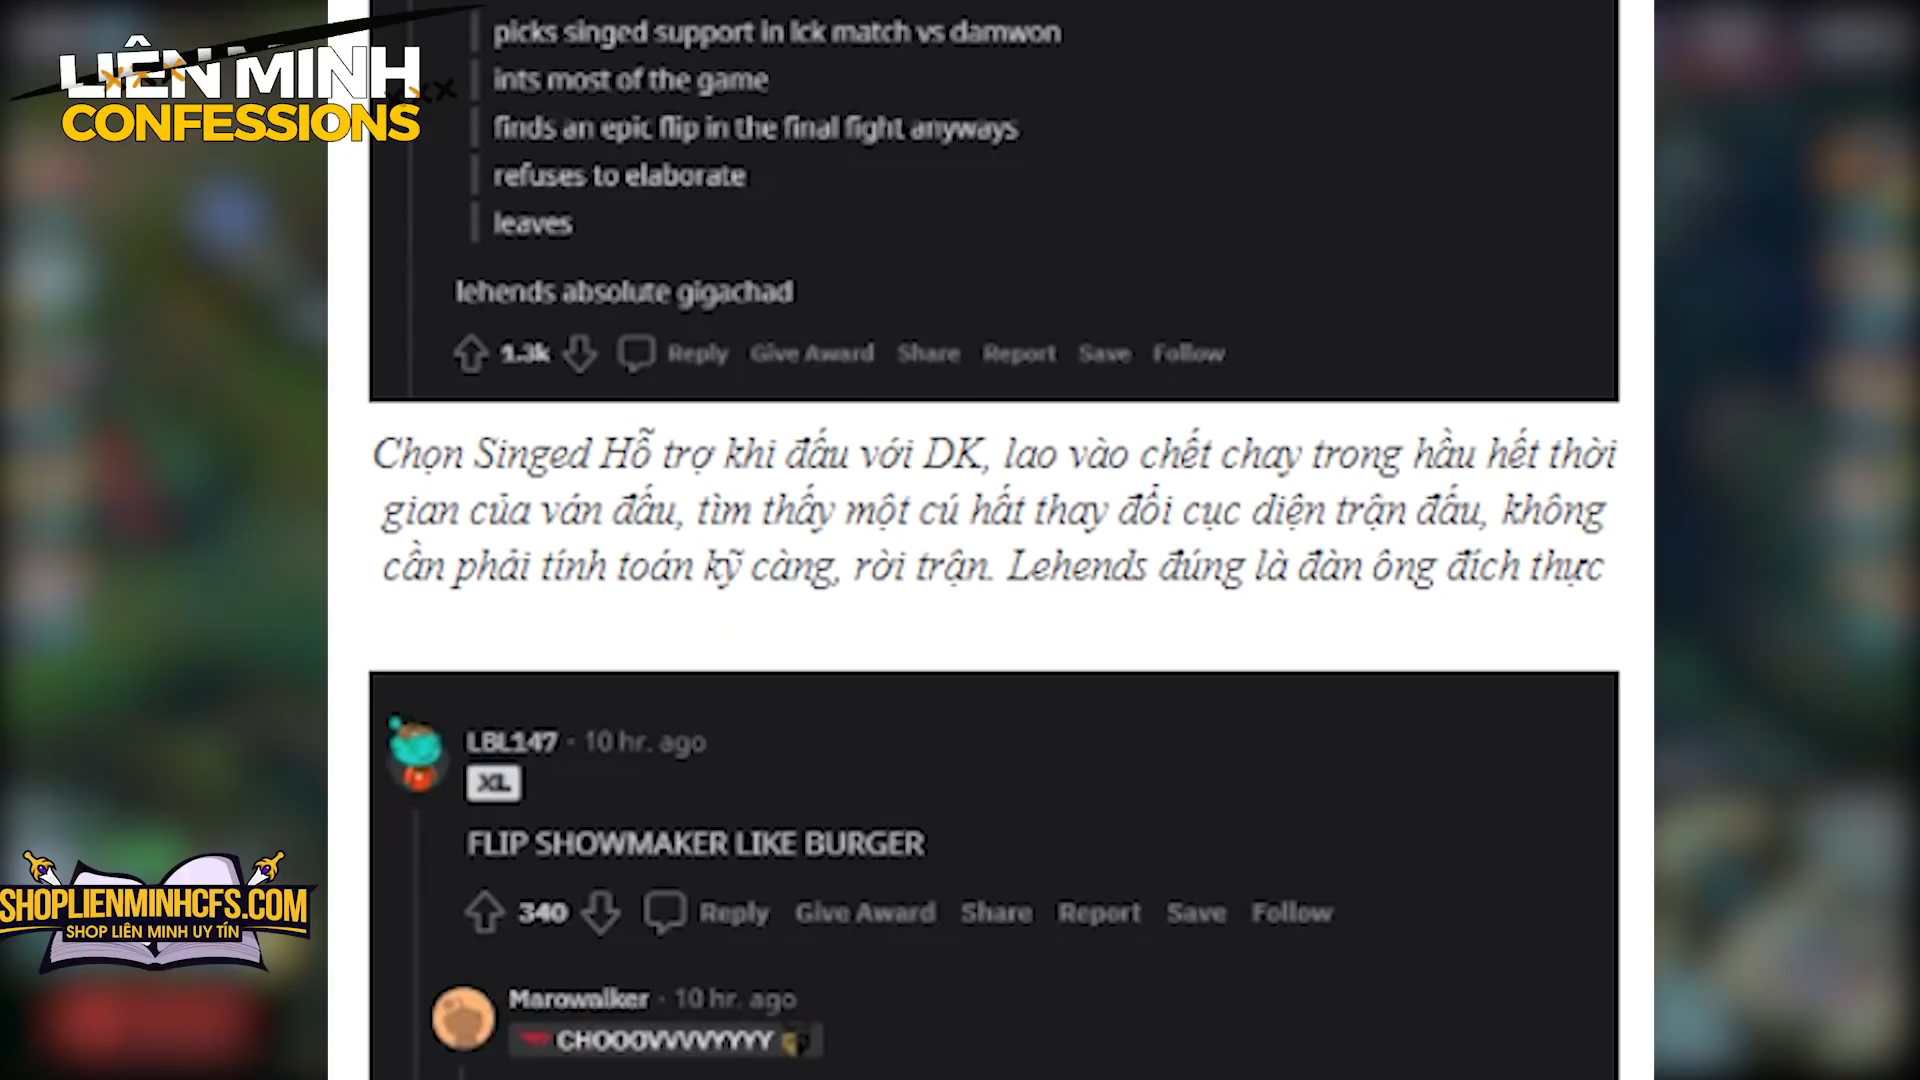 LIÊN MINH
CONFESSIONS
picks singed support in lck match vs damwon
ints most of the game
finds an epic flip in the final fight anyways
refuses to elaborate
leaves
lehends absolute gigachad
1.3k Reply Give Award Share Report Save Follow
Chọn Singed Hỗ trợ khi đấu với DK, lao vào chết chay trong hầu hết thời
gian của ván đấu, tìm thấy một cú hất thay đổi cục diện trận đấu, không
cần phải tính toán kỹ càng, rời trận. Lehends đúng là đàn ông đích thực
LBL147 · 10 hr. ago
XL
FLIP SHOWMAKER LIKE BURGER
340 Reply Give Award Share Report Save Follow
Marowalker · 10 hr. ago
CHOOOVVVVYYYY
SHOPLIENMINHCFS.COM
SHOP LIÊN MINH UY TÍN